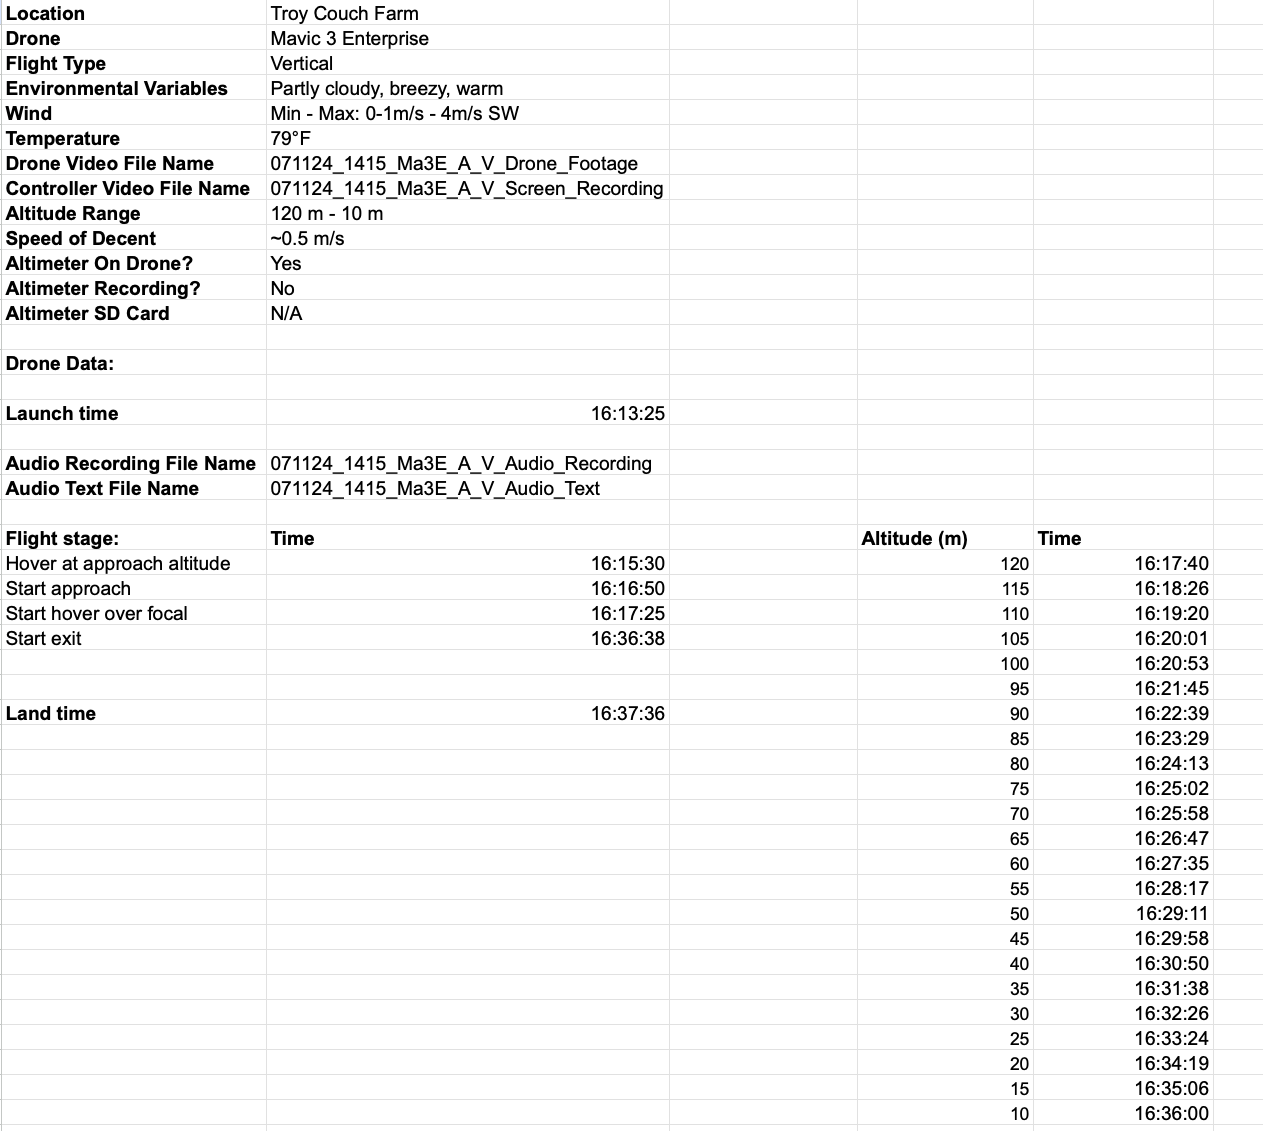 Location Troy Couch Farm
Drone Mavic 3 Enterprise
Flight Type Vertical
Environmental Variables Partly cloudy, breezy, warm
Wind Min - Max: 0-1m/s - 4m/s SW
Temperature 79°F
Drone Video File Name 071124_1415_Ma3E_A_V_Drone_Footage
Controller Video File Name 071124_1415_Ma3E_A_V_Screen_Recording
Altitude Range 120 m - 10 m
Speed of Decent ~0.5 m/s
Altimeter On Drone? Yes
Altimeter Recording? No
Altimeter SD Card N/A
Drone Data:
Launch time 16:13:25
Audio Recording File Name 071124_1415_Ma3E_A_V_Audio_Recording
Audio Text File Name 071124_1415_Ma3E_A_V_Audio_Text
Flight stage: Time Altitude (m) Time
Hover at approach altitude 16:15:30 120 16:17:40
Start approach 16:16:50 115 16:18:26
Start hover over focal 16:17:25 110 16:19:20
Start exit 16:36:38 105 16:20:01
100 16:20:53
95 16:21:45
Land time 16:37:36 90 16:22:39
85 16:23:29
80 16:24:13
75 16:25:02
70 16:25:58
65 16:26:47
60 16:27:35
55 16:28:17
50 16:29:11
45 16:29:58
40 16:30:50
35 16:31:38
30 16:32:26
25 16:33:24
20 16:34:19
15 16:35:06
10 16:36:00